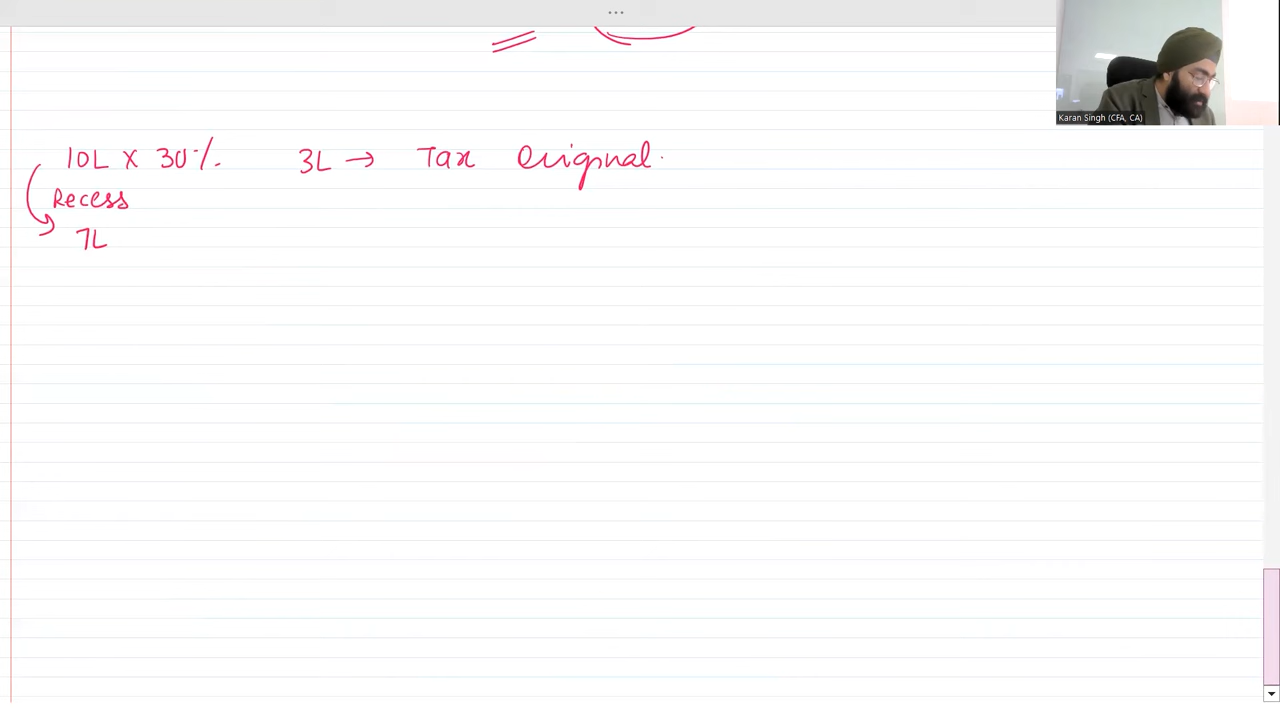 Karan Singh (CFA, CA)
10L X 30% 3L → Tax Original.
Recess
7L